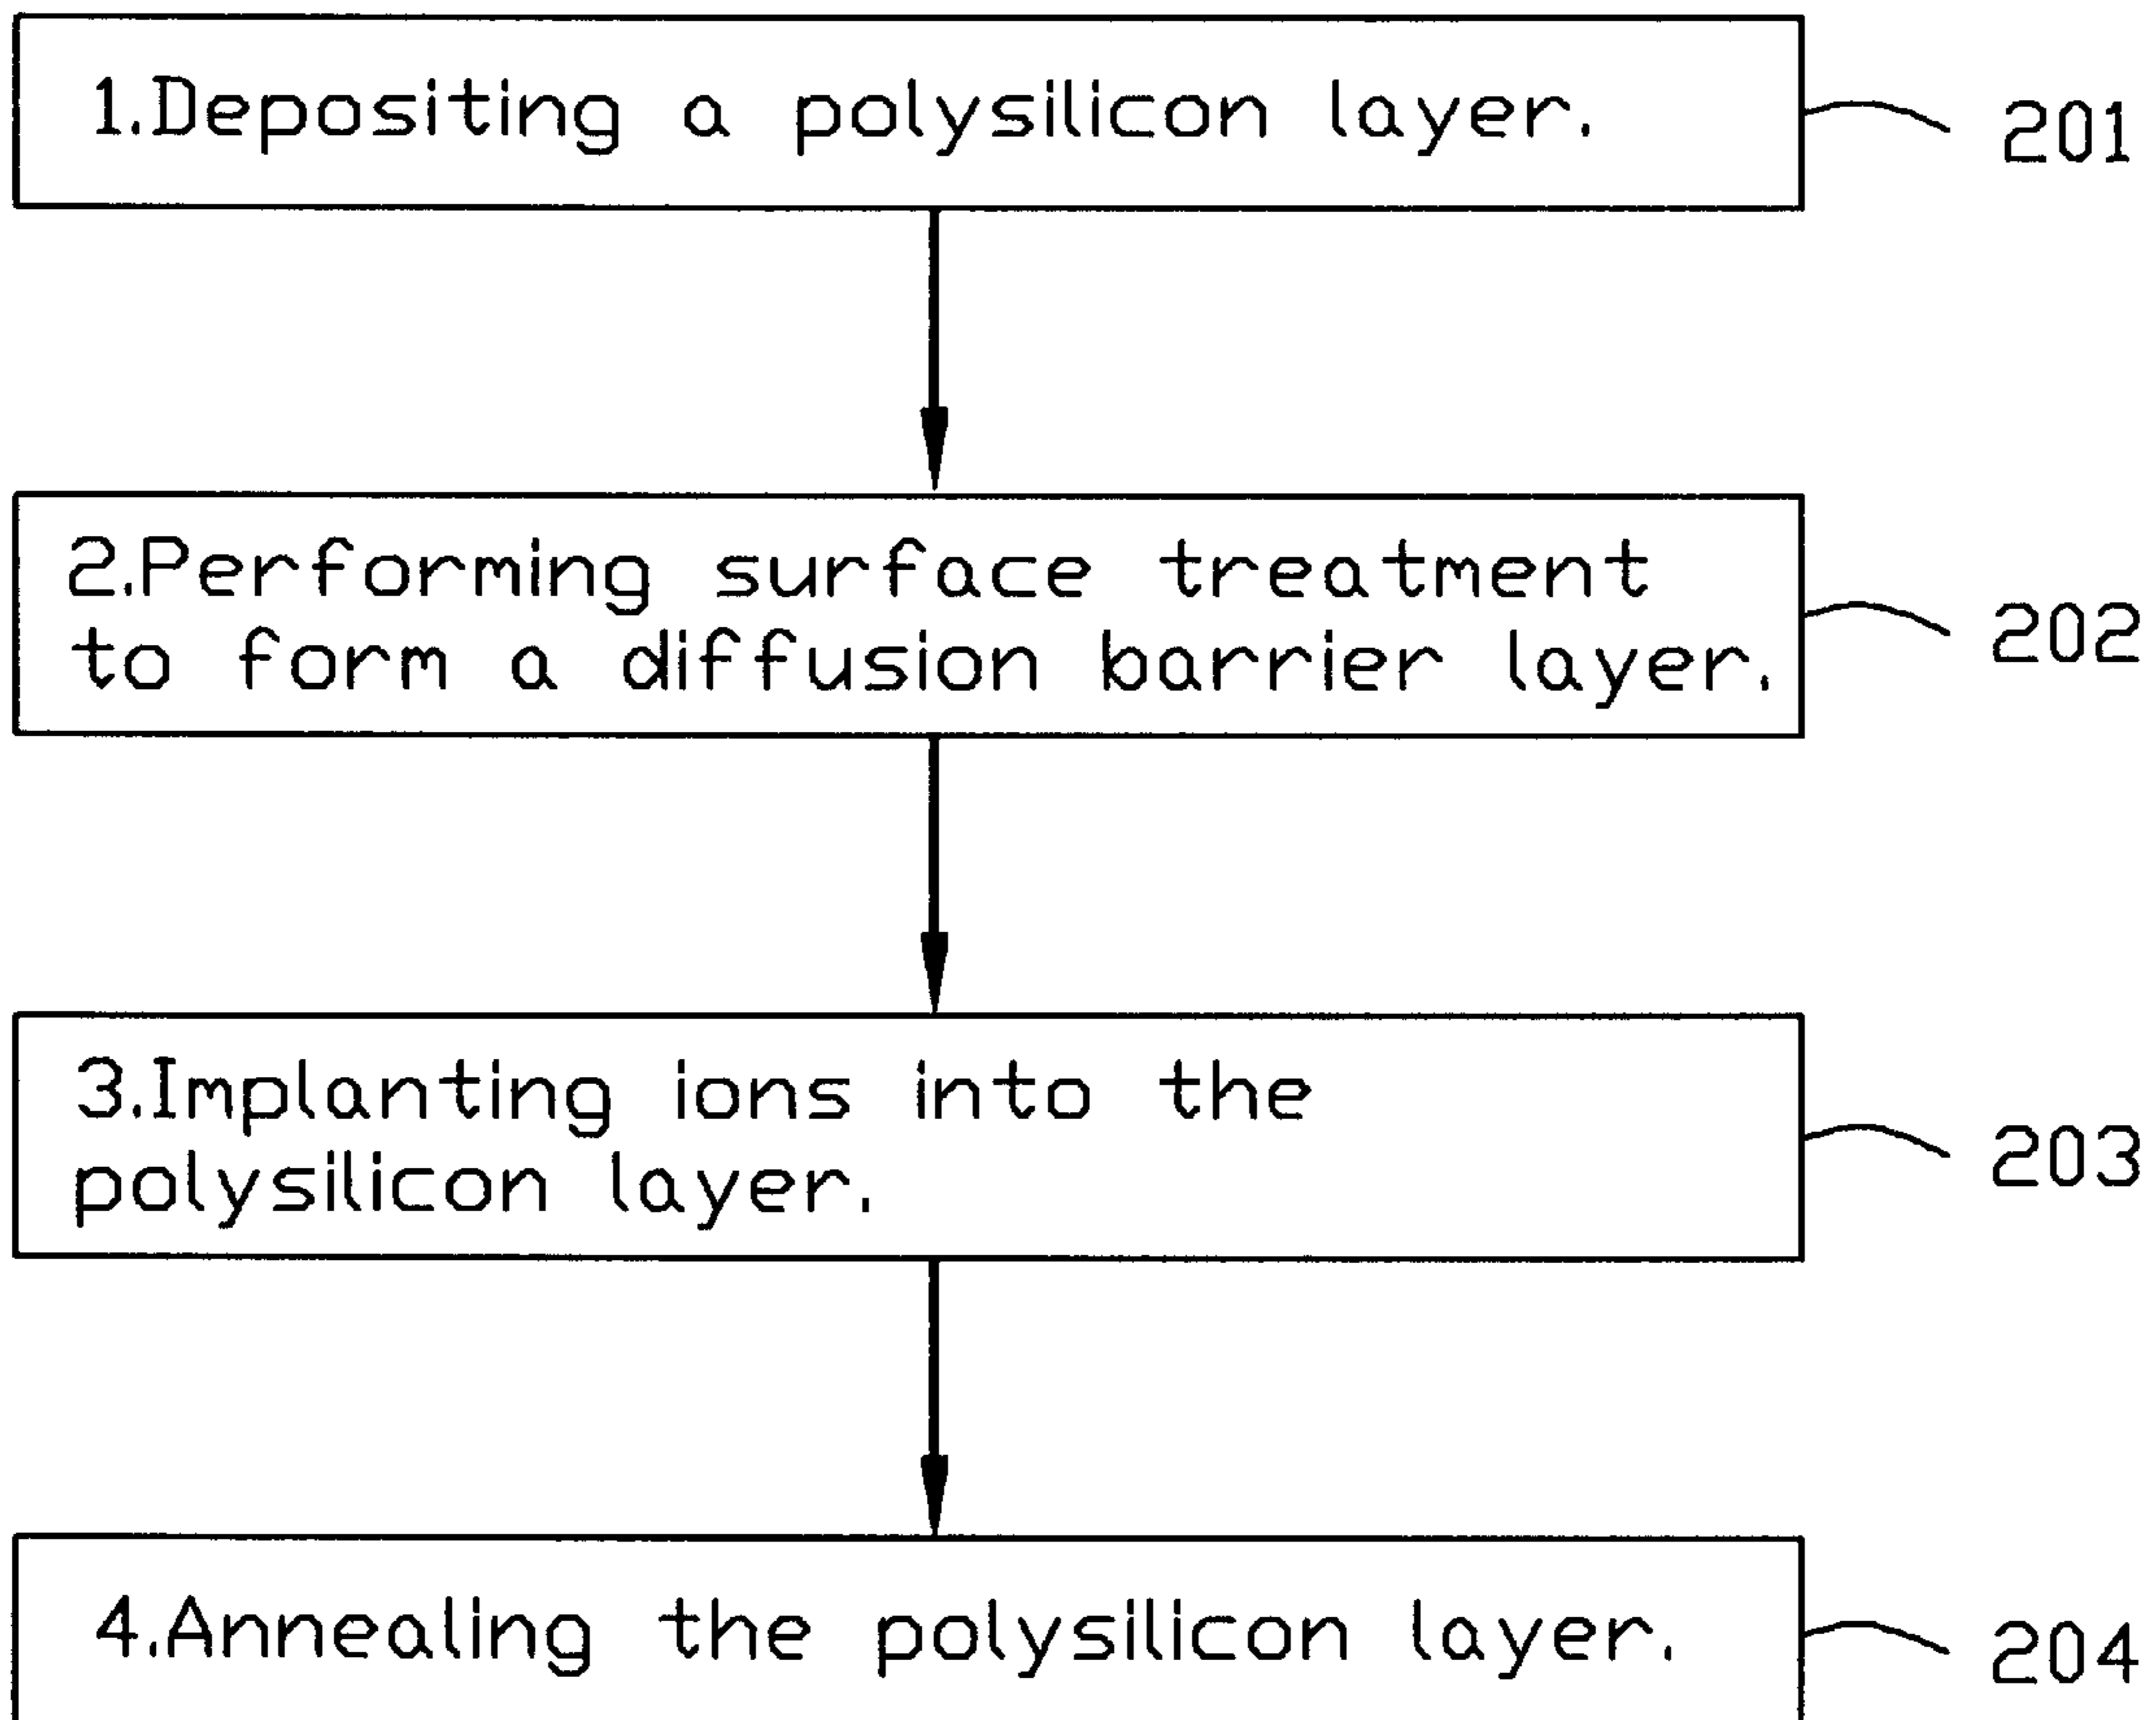 1.Depositing a polysilicon layer.
201
2.Performing surface treatment
to form a diffusion barrier layer.
202
3.Implanting ions into the
polysilicon layer.
203
4.Annealing the polysilicon layer.
204